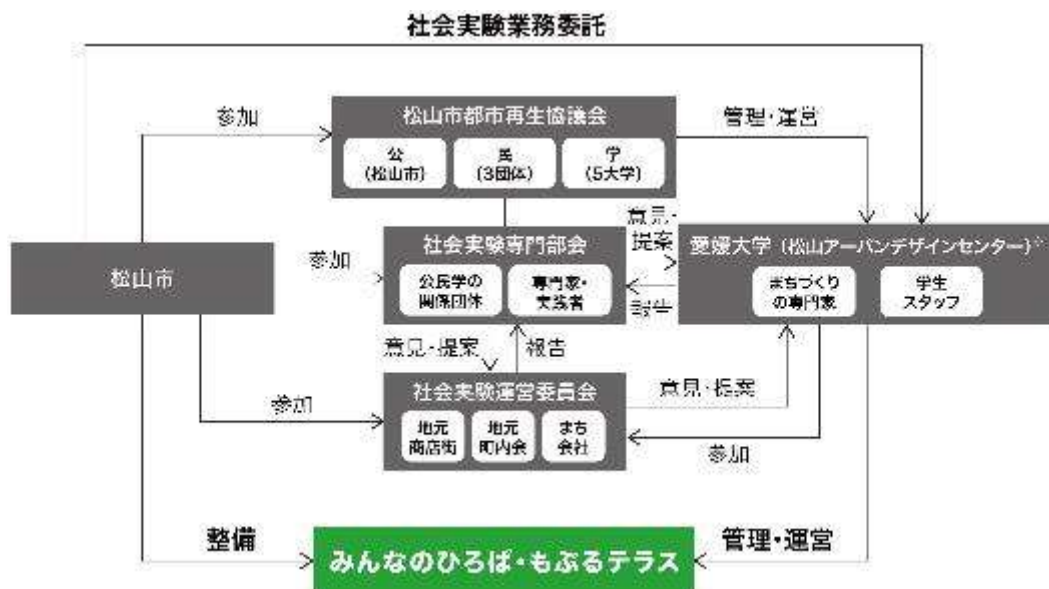 社会実験業務委託
参加
松山市都市再生協議会
公
(松山市)
民
(3団体)
学
(5大学)
管理・運営
松山市
参加
社会実験専門部会
公民学の
関係団体
専門家・
実践者
意見・
提案
報告
愛媛大学(松山アーバンデザインセンター)※
まちづくり
の専門家
学生
スタッフ
意見・提案
報告
参加
社会実験運営委員会
地元
商店街
地元
町内会
まち
会社
意見・提案
参加
整備
みんなのひろば・もぶるテラス
管理・運営